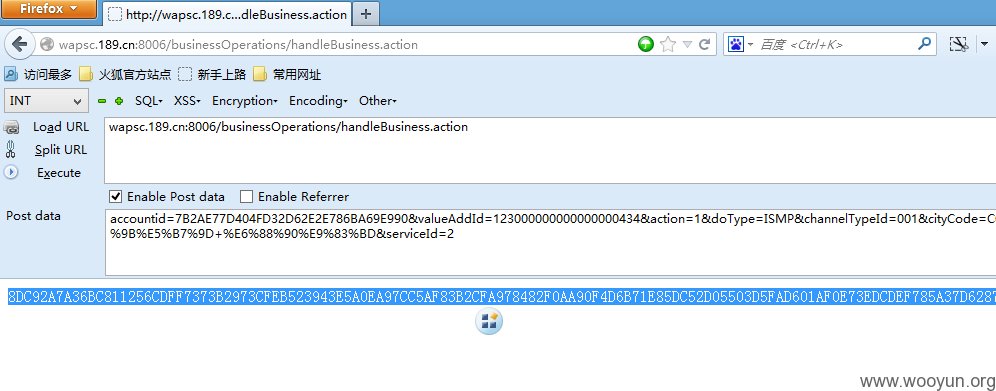 Firefox
http://wapsc.189.c...dleBusiness.action
wapsc.189.cn:8006/businessOperations/handleBusiness.action
百度 <Ctrl+K>
访问最多 火狐官方站点 新手上路 常用网址
INT SQL XSS Encryption Encoding Other
Load URL
wapsc.189.cn:8006/businessOperations/handleBusiness.action
Split URL
Execute
Enable Post data Enable Referrer
Post data
accountid=7B2AE77D404FD32D62E2E786BA69E990&valueAddId=12300000000000000434&action=1&doType=ISMP&channelTypeId=001&cityCode=C
%9B%E5%B7%9D+%E6%88%90%E9%83%BD&serviceId=2
8DC92A7A36BC811256CDFF7373B2973CFEB523943E5A0EA97CC5AF83B2CFA978482F0AA90F4D6B71E85DC52D05503D5FAD601AF0E73EDCDEF785A37D6287
www.wooyun.org